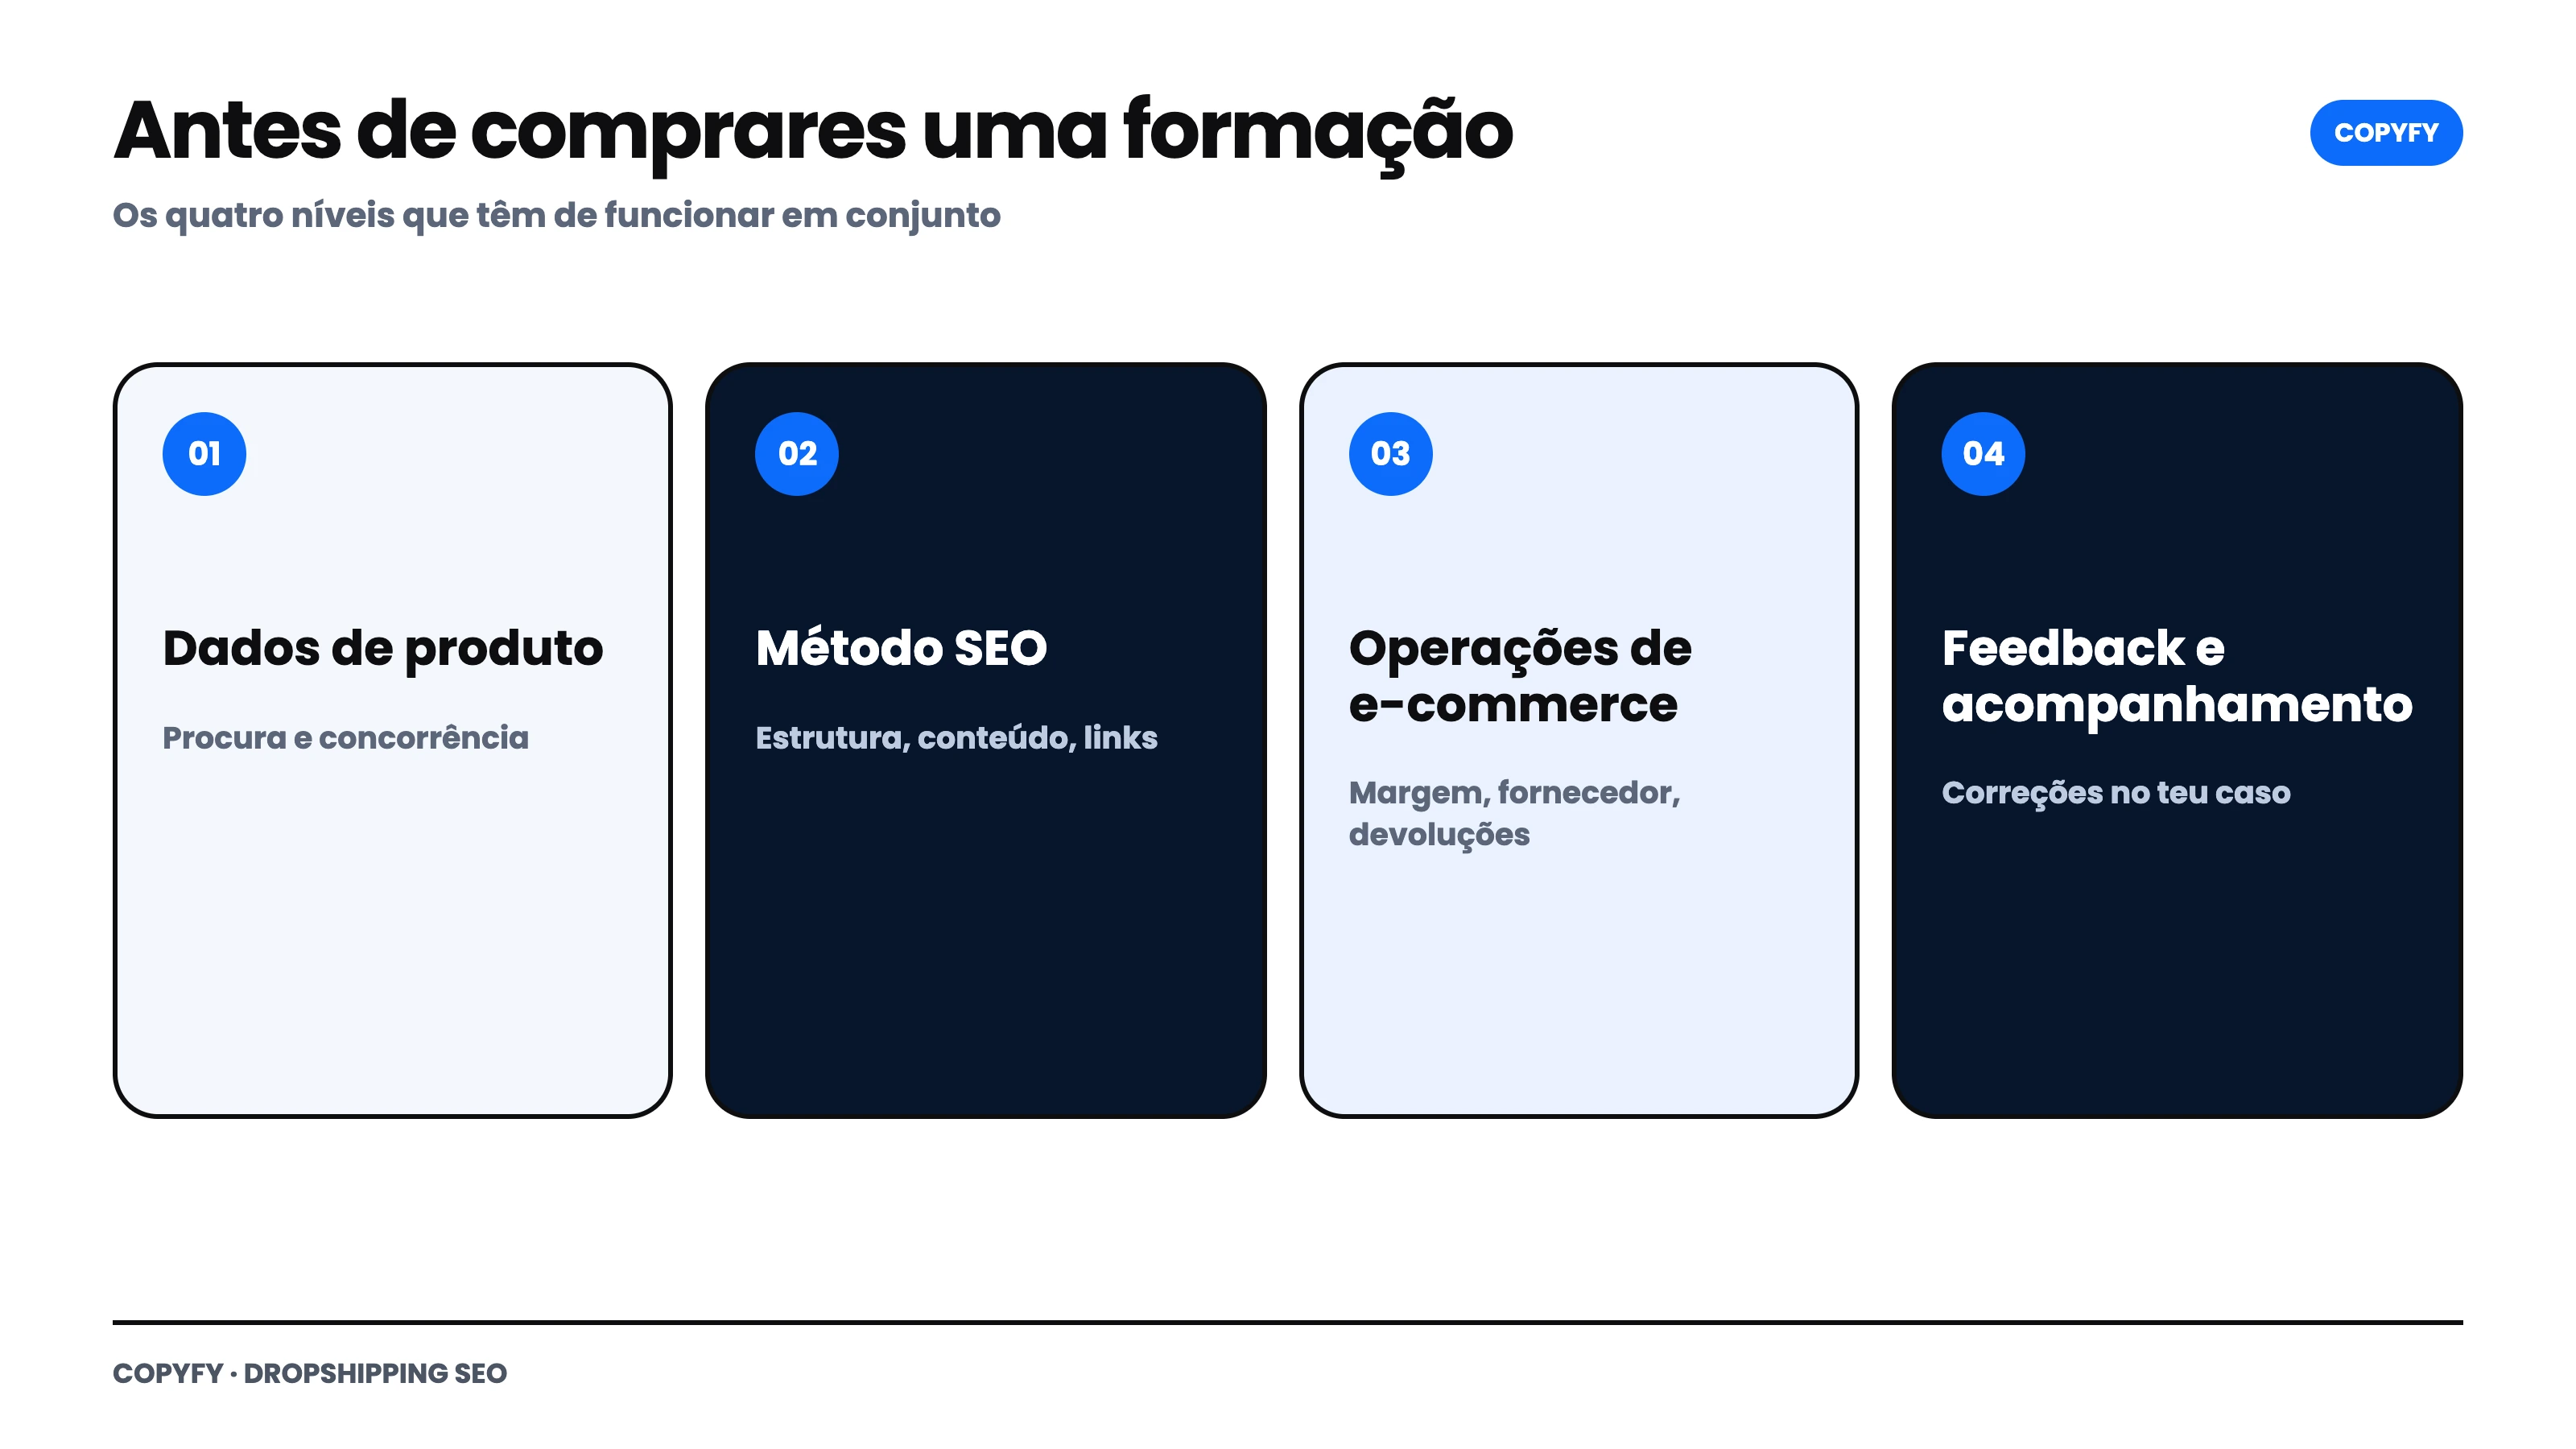 Antes de comprares uma formação
COPYFY
Os quatro níveis que têm de funcionar em conjunto
01
Dados de produto
Procura e concorrência
02
Método SEO
Estrutura, conteúdo, links
03
Operações de
e-commerce
Margem, fornecedor,
devoluções
04
Feedback e
acompanhamento
Correções no teu caso
COPYFY · DROPSHIPPING SEO